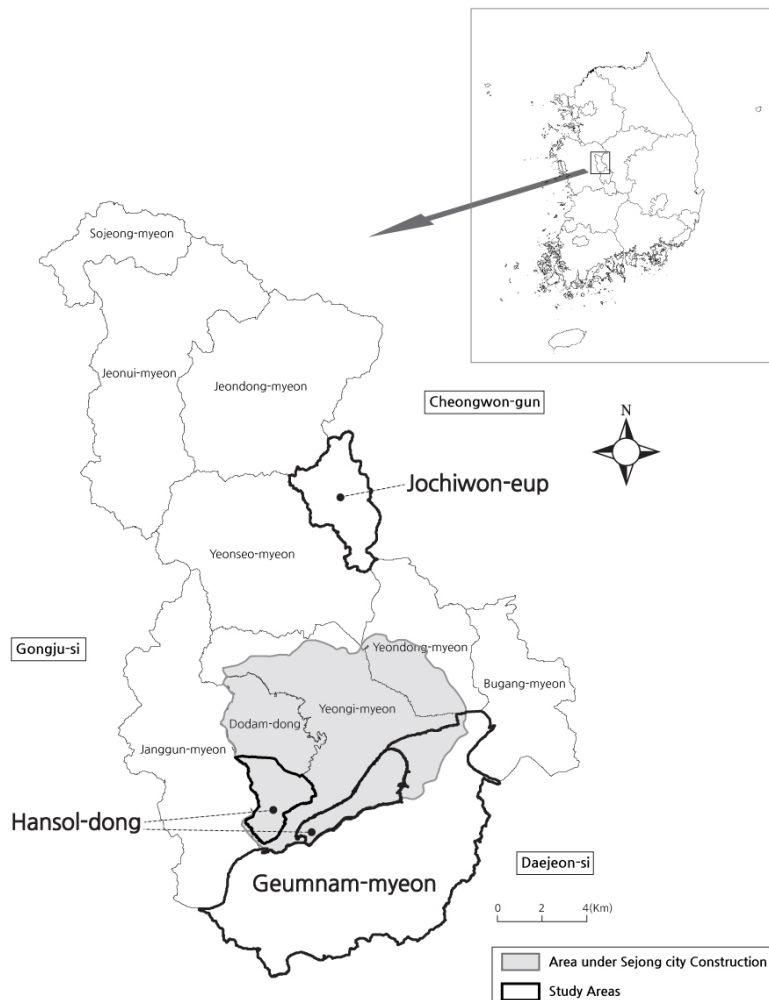 Sojeong-myeon
Jeonui-myeon
Jeondong-myeon
Cheongwon-gun
N
Jochiwon-eup
Yeonseo-myeon
Gongju-si
Yeondong-myeon
Bugang-myeon
Yeongi-myeon
Dodam-dong
Janggun-myeon
Hansol-dong
Daejeon-si
Geumnam-myeon
0 2 4(Km)
Area under Sejong city Construction
Study Areas